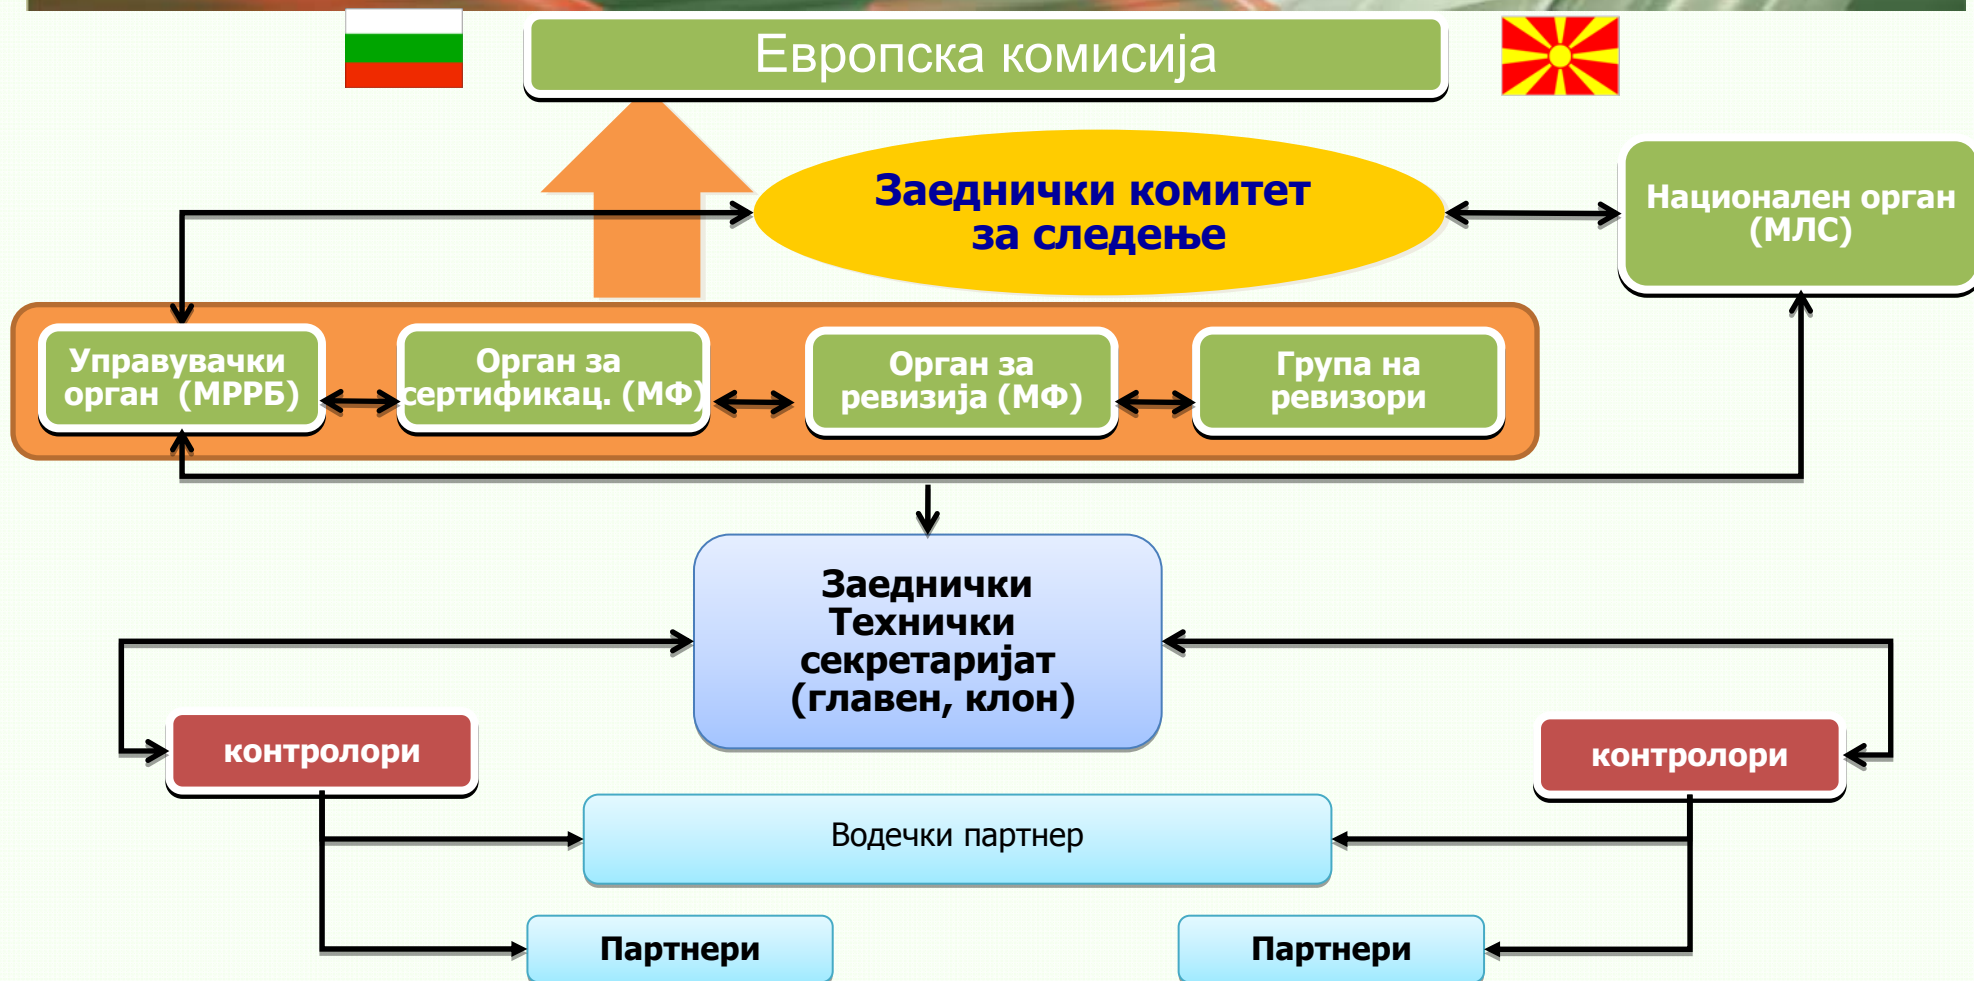 Европска комисија
Заеднички комитет
за следење
Национален орган
(МЛС)
Управувачки
орган (МРРБ)
Орган за
сертификац. (МФ)
Орган за
ревизија (МФ)
Група на
ревизори
Заеднички
Технички
секретаријат
(главен, клон)
контролори
контролори
Водечки партнер
Партнери
Партнери